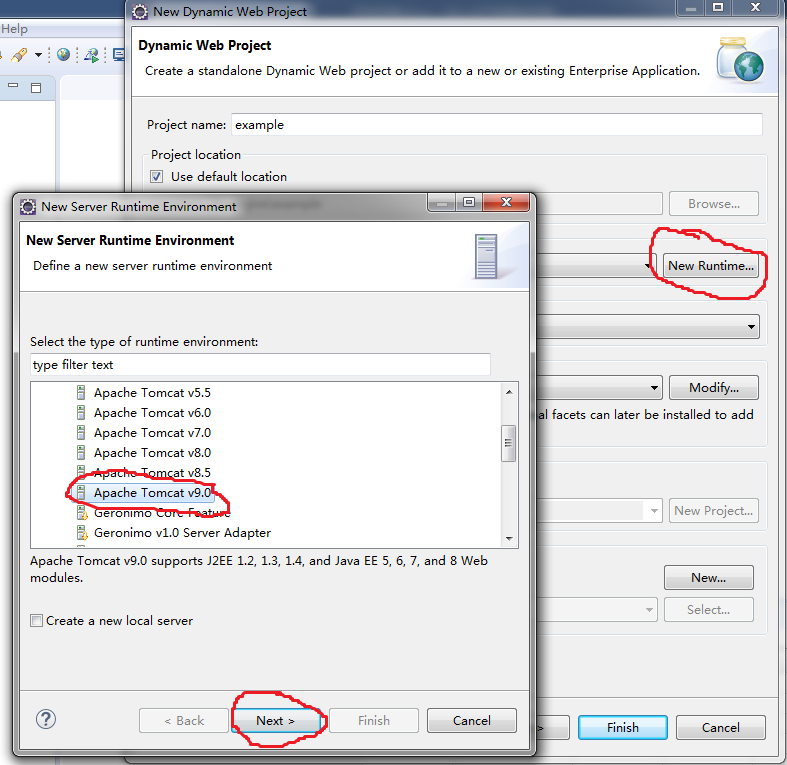 New Dynamic Web Project
Help
Dynamic Web Project
Create a standalone Dynamic Web project or add it to a new or existing Enterprise Application.
Project name: example
Project location
Use default location
Browse...
New Runtime...
Modify...
al facets can later be installed to add
New Project...
New...
Select...
>
Finish
Cancel
New Server Runtime Environment
New Server Runtime Environment
Define a new server runtime environment
Select the type of runtime environment:
type filter text
Apache Tomcat v5.5
Apache Tomcat v6.0
Apache Tomcat v7.0
Apache Tomcat v8.0
Apache Tomcat v8.5
Apache Tomcat v9.0
Geronimo Core Feature
Geronimo v1.0 Server Adapter
Apache Tomcat v9.0 supports J2EE 1.2, 1.3, 1.4, and Java EE 5, 6, 7, and 8 Web
modules.
Create a new local server
< Back
Next >
Finish
Cancel